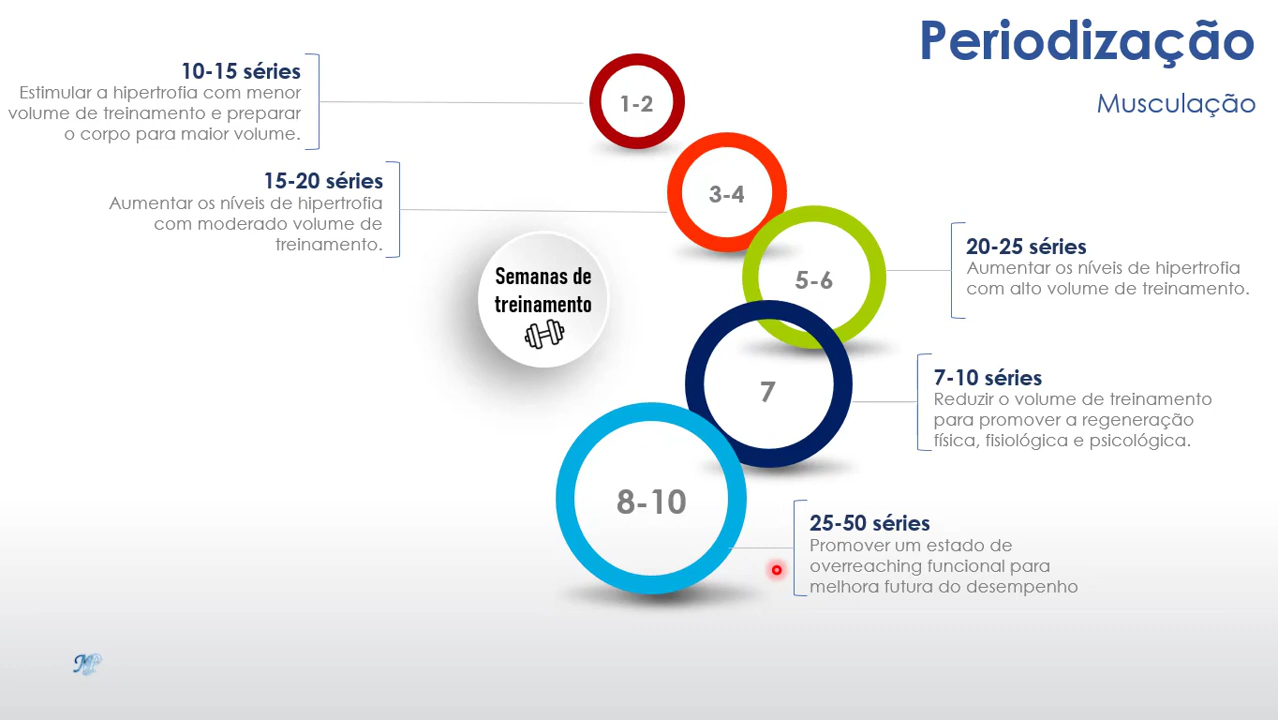 Periodização
Musculação
10-15 séries
Estimular a hipertrofia com menor
volume de treinamento e preparar
o corpo para maior volume.
1-2
15-20 séries
Aumentar os níveis de hipertrofia
com moderado volume de
treinamento.
3-4
Semanas de
treinamento
5-6
20-25 séries
Aumentar os níveis de hipertrofia
com alto volume de treinamento.
7
7-10 séries
Reduzir o volume de treinamento
para promover a regeneração
física, fisiológica e psicológica.
8-10
25-50 séries
Promover um estado de
overreaching funcional para
melhora futura do desempenho